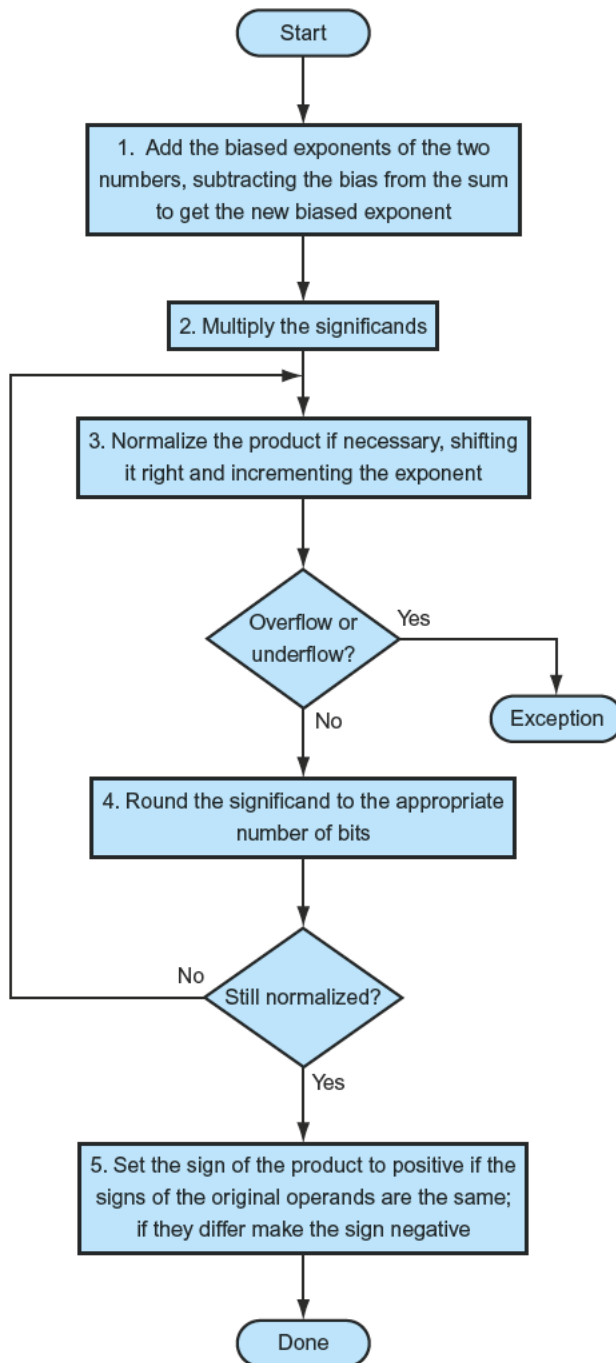 Start
1. Add the biased exponents of the two
numbers, subtracting the bias from the sum
to get the new biased exponent
2. Multiply the significands
3. Normalize the product if necessary, shifting
it right and incrementing the exponent
Overflow or
underflow?
Yes
Exception
No
4. Round the significand to the appropriate
number of bits
No
Still normalized?
Yes
5. Set the sign of the product to positive if the
signs of the original operands are the same;
if they differ make the sign negative
Done